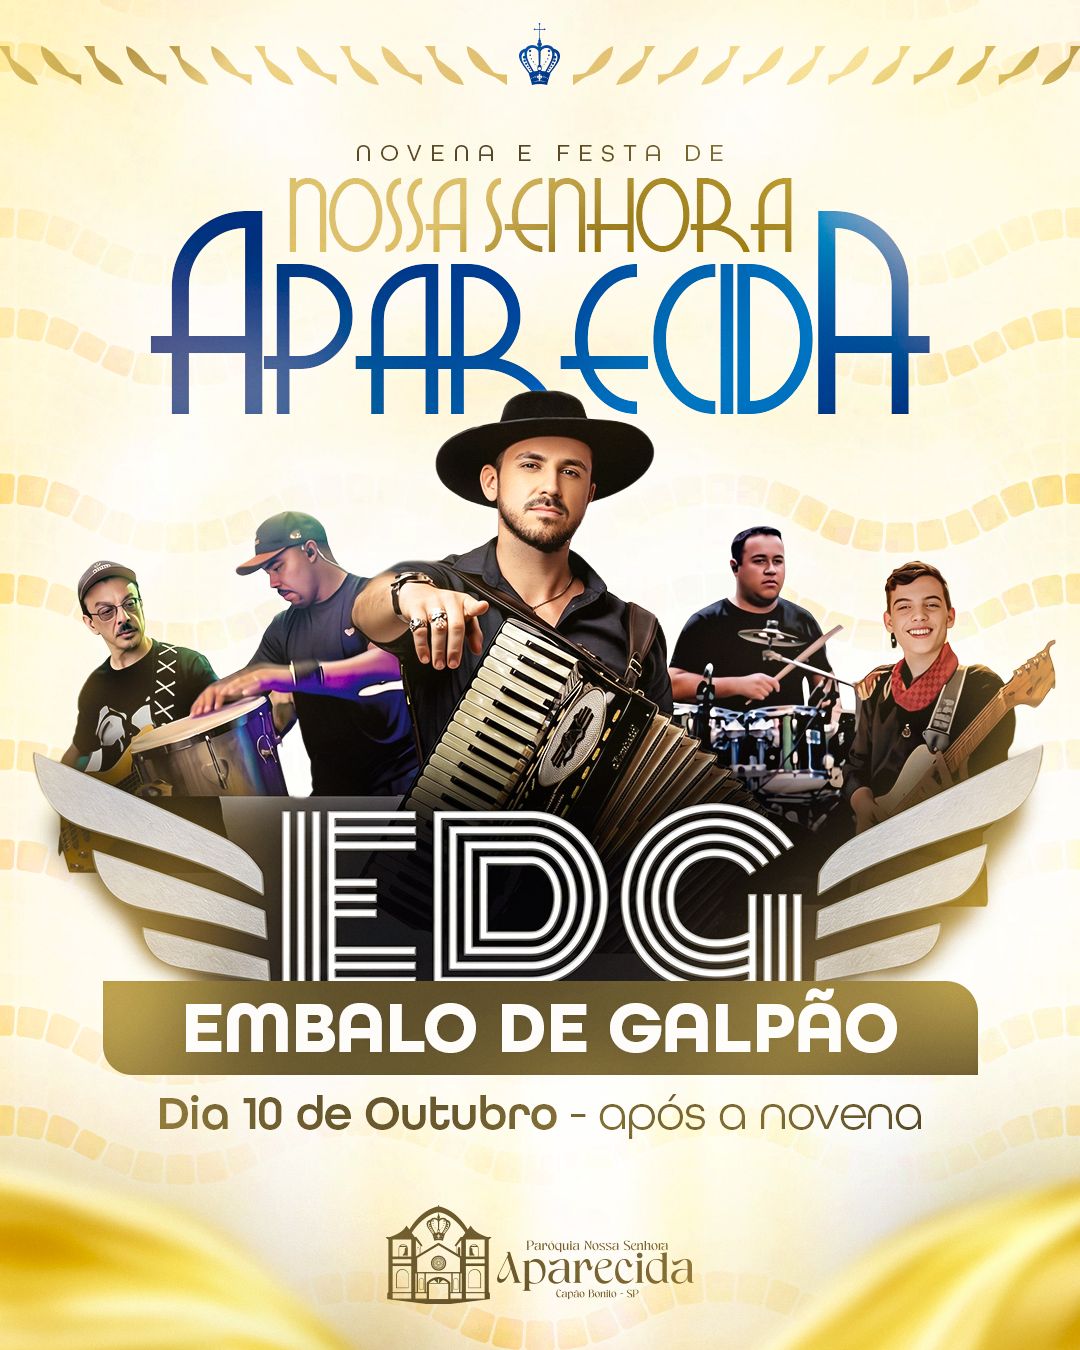 NOVENA E FESTA DE
NOSSA SENHORA
APARECIDA
EDG
EMBALO DE GALPÃO
Dia 10 de Outubro - após a novena
Paróquia Nossa Senhora
Aparecida
Capão Bonito - SP